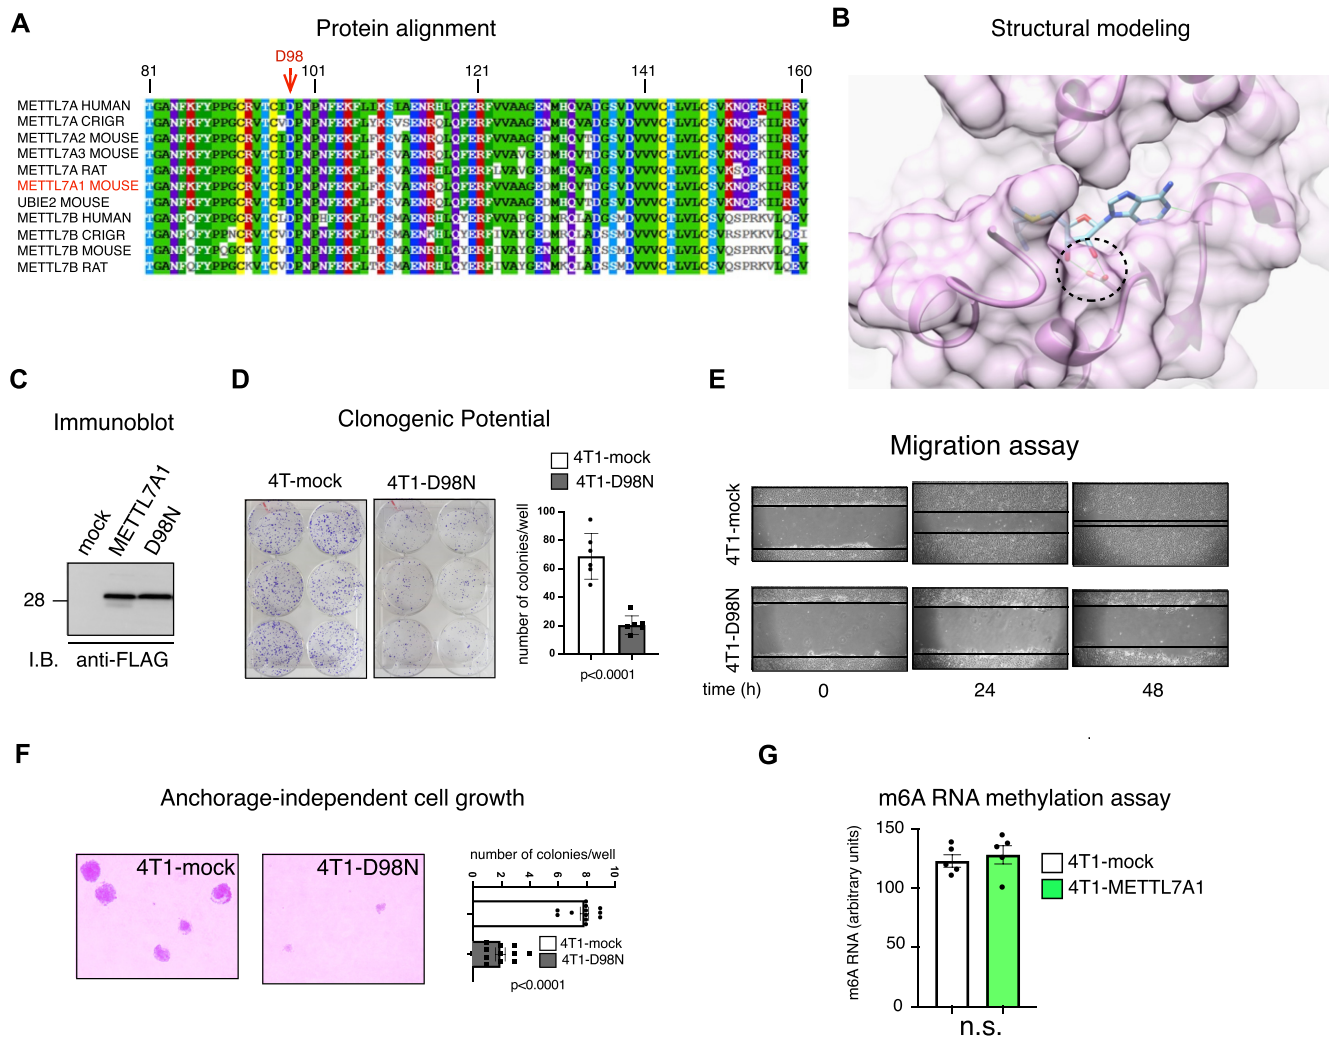 A
Protein alignment
D98
81 101 121 141 160
METTL7A HUMAN
METTL7A CRIGR
METTL7A2 MOUSE
METTL7A3 MOUSE
METTL7A RAT
METTL7A1 MOUSE
UBIE2 MOUSE
METTL7B HUMAN
METTL7B CRIGR
METTL7B MOUSE
METTL7B RAT
B
Structural modeling
C
Immunoblot
mock
METTL7A1
D98N
28
I.B. anti-FLAG
D
Clonogenic Potential
4T-mock 4T1-D98N
4T1-mock
4T1-D98N
number of colonies/well
100
80
60
40
20
0
p<0.0001
E
Migration assay
4T1-mock
4T1-D98N
time (h) 0 24 48
F
Anchorage-independent cell growth
4T1-mock
4T1-D98N
number of colonies/well
0 2 4 6 8 10
4T1-mock
4T1-D98N
p<0.0001
G
m6A RNA methylation assay
m6A RNA (arbitrary units)
150
100
50
0
4T1-mock
4T1-METTL7A1
n.s.